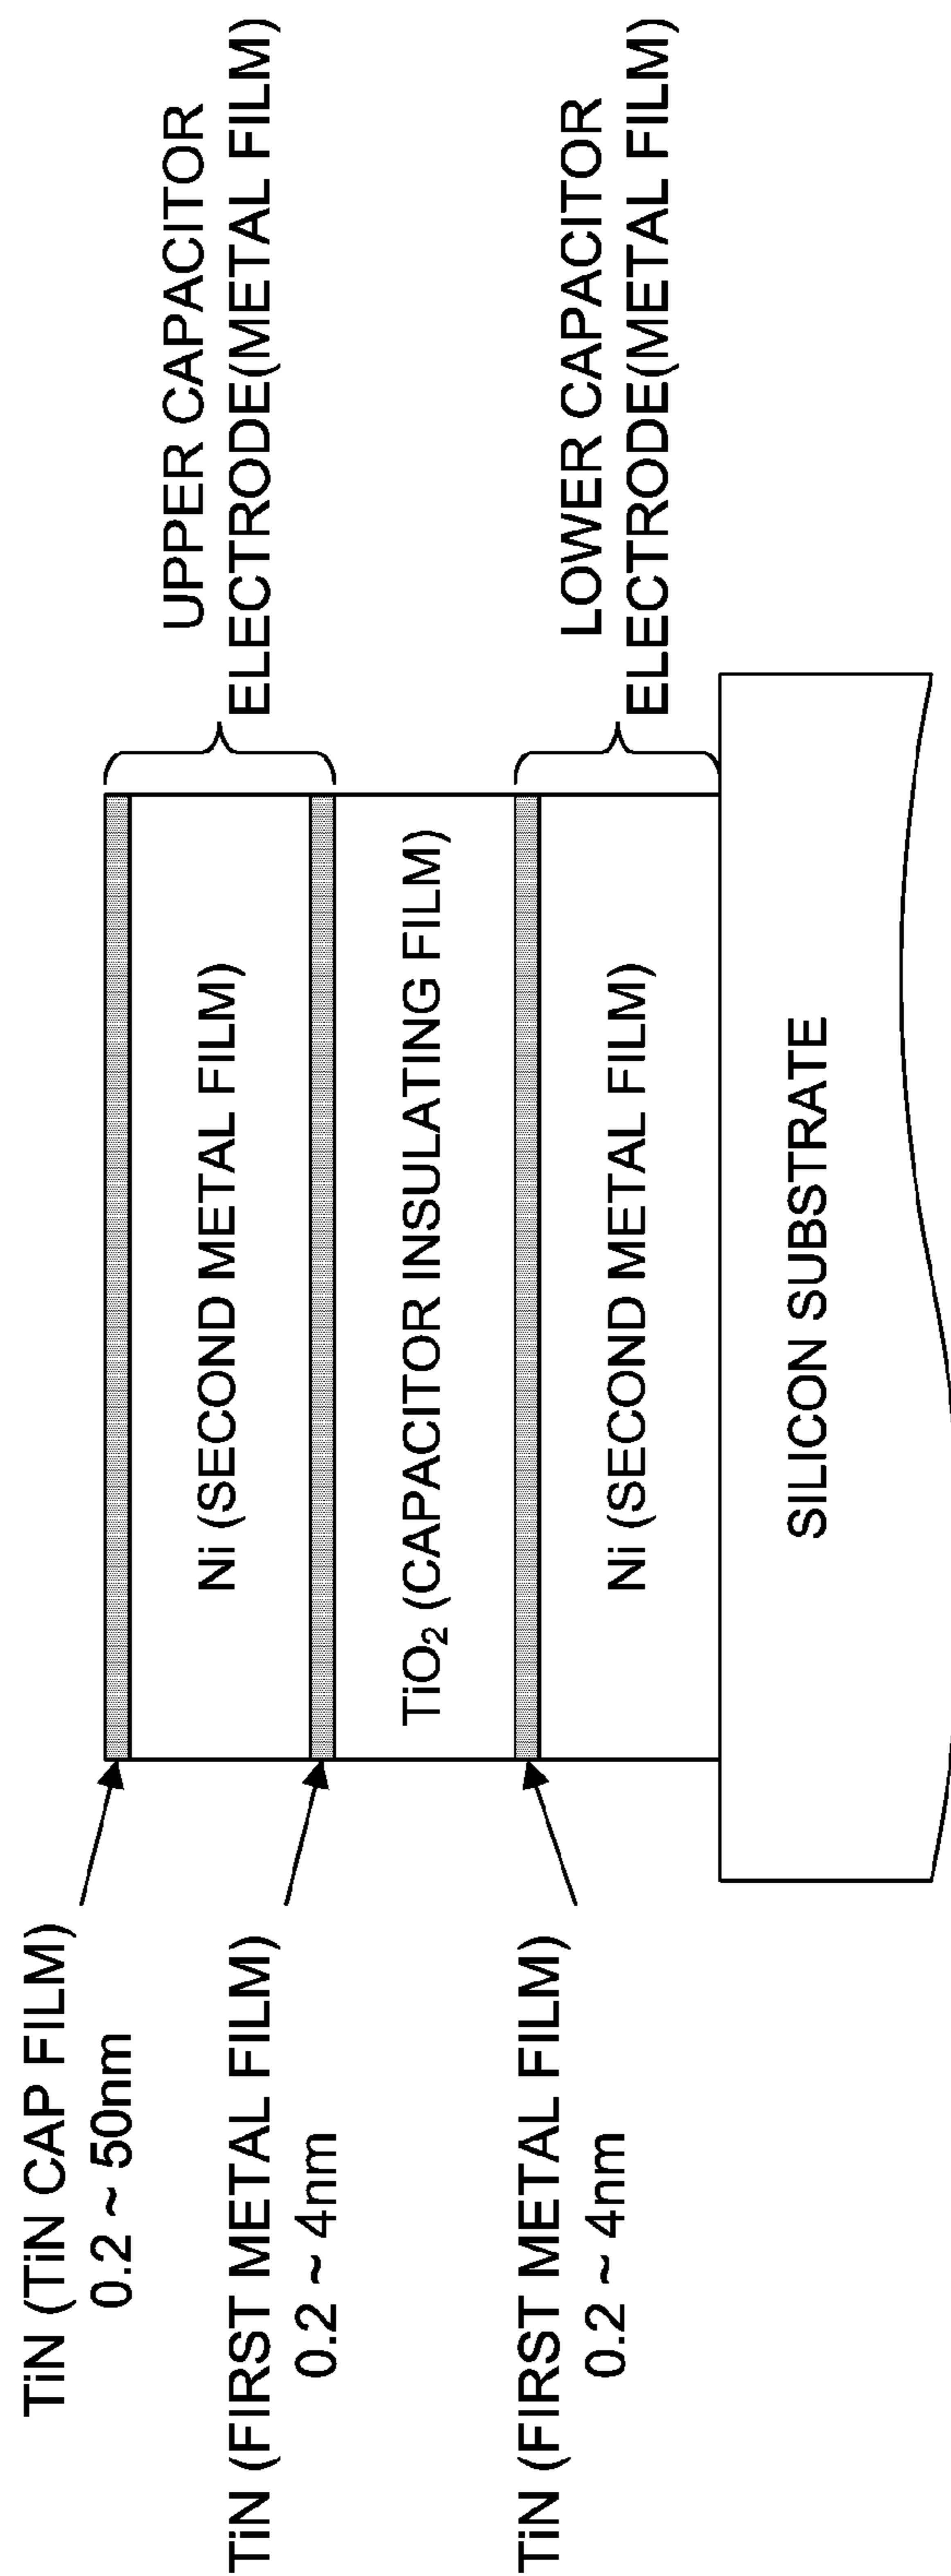 TiN (TiN CAP FILM)
0.2 ~ 50nm
TiN (FIRST METAL FILM)
0.2 ~ 4nm
TiN (FIRST METAL FILM)
0.2 ~ 4nm
Ni (SECOND METAL FILM)
TiO₂ (CAPACITOR INSULATING FILM)
Ni (SECOND METAL FILM)
SILICON SUBSTRATE
UPPER CAPACITOR
ELECTRODE(METAL FILM)
LOWER CAPACITOR
ELECTRODE(METAL FILM)